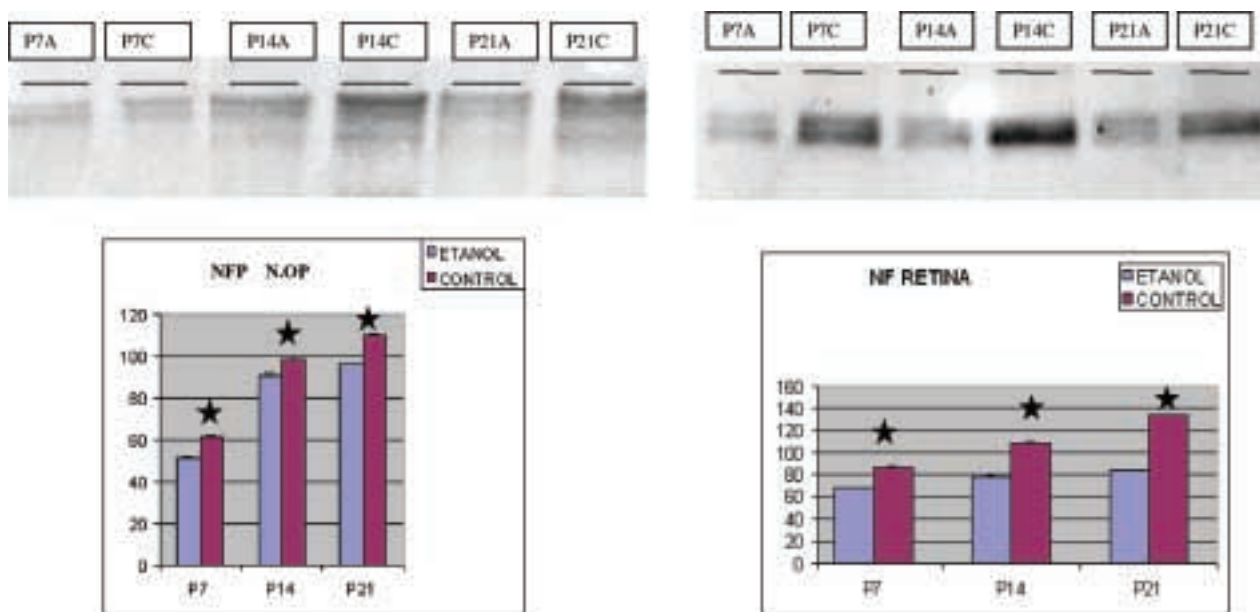 P7A P7C P14A P14C P21A P21C
NFP N.OP
ETANOL
CONTROL
120
100
80
60
40
20
0
P7 P14 P21
P7A P7C P14A P14C P21A P21C
NF RETINA
ETANOL
CONTROL
160
140
120
100
80
60
40
20
0
P7 P14 P21